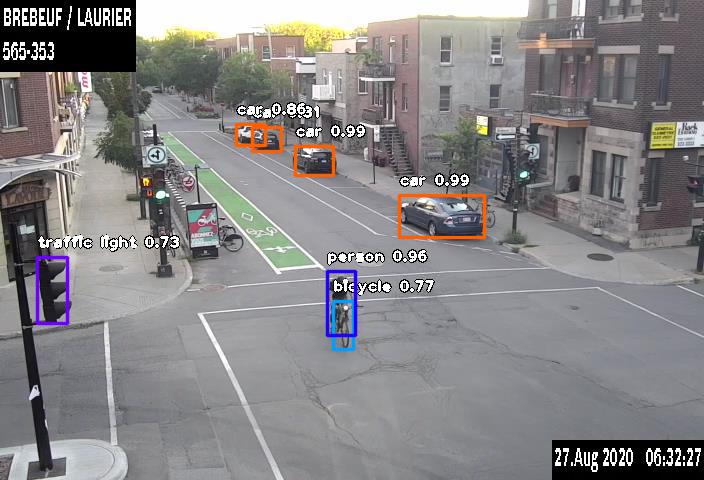 BREBEUF / LAURIER
565-353
car 0.86
car 0.99
car 0.99
traffic light 0.73
person 0.96
bicycle 0.77
ABONNEZ
27.Aug 2020 06:32:27